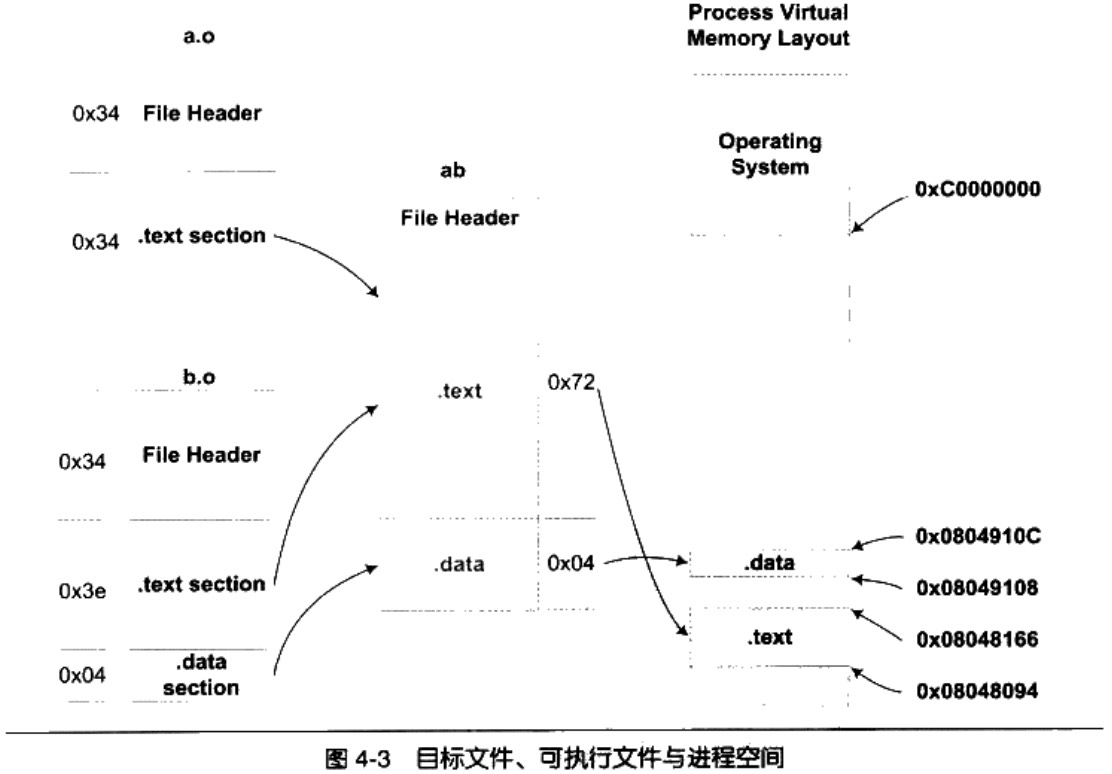 a.o
0x34 File Header
0x34 .text section
b.o
0x34 File Header
0x3e .text section
0x04 .data
section
ab
File Header
.text 0x72
.data 0x04
Process Virtual
Memory Layout
Operating
System
0xC0000000
0x0804910C
.data
0x08049108
.text
0x08048166
0x08048094
图 4-3 目标文件、可执行文件与进程空间